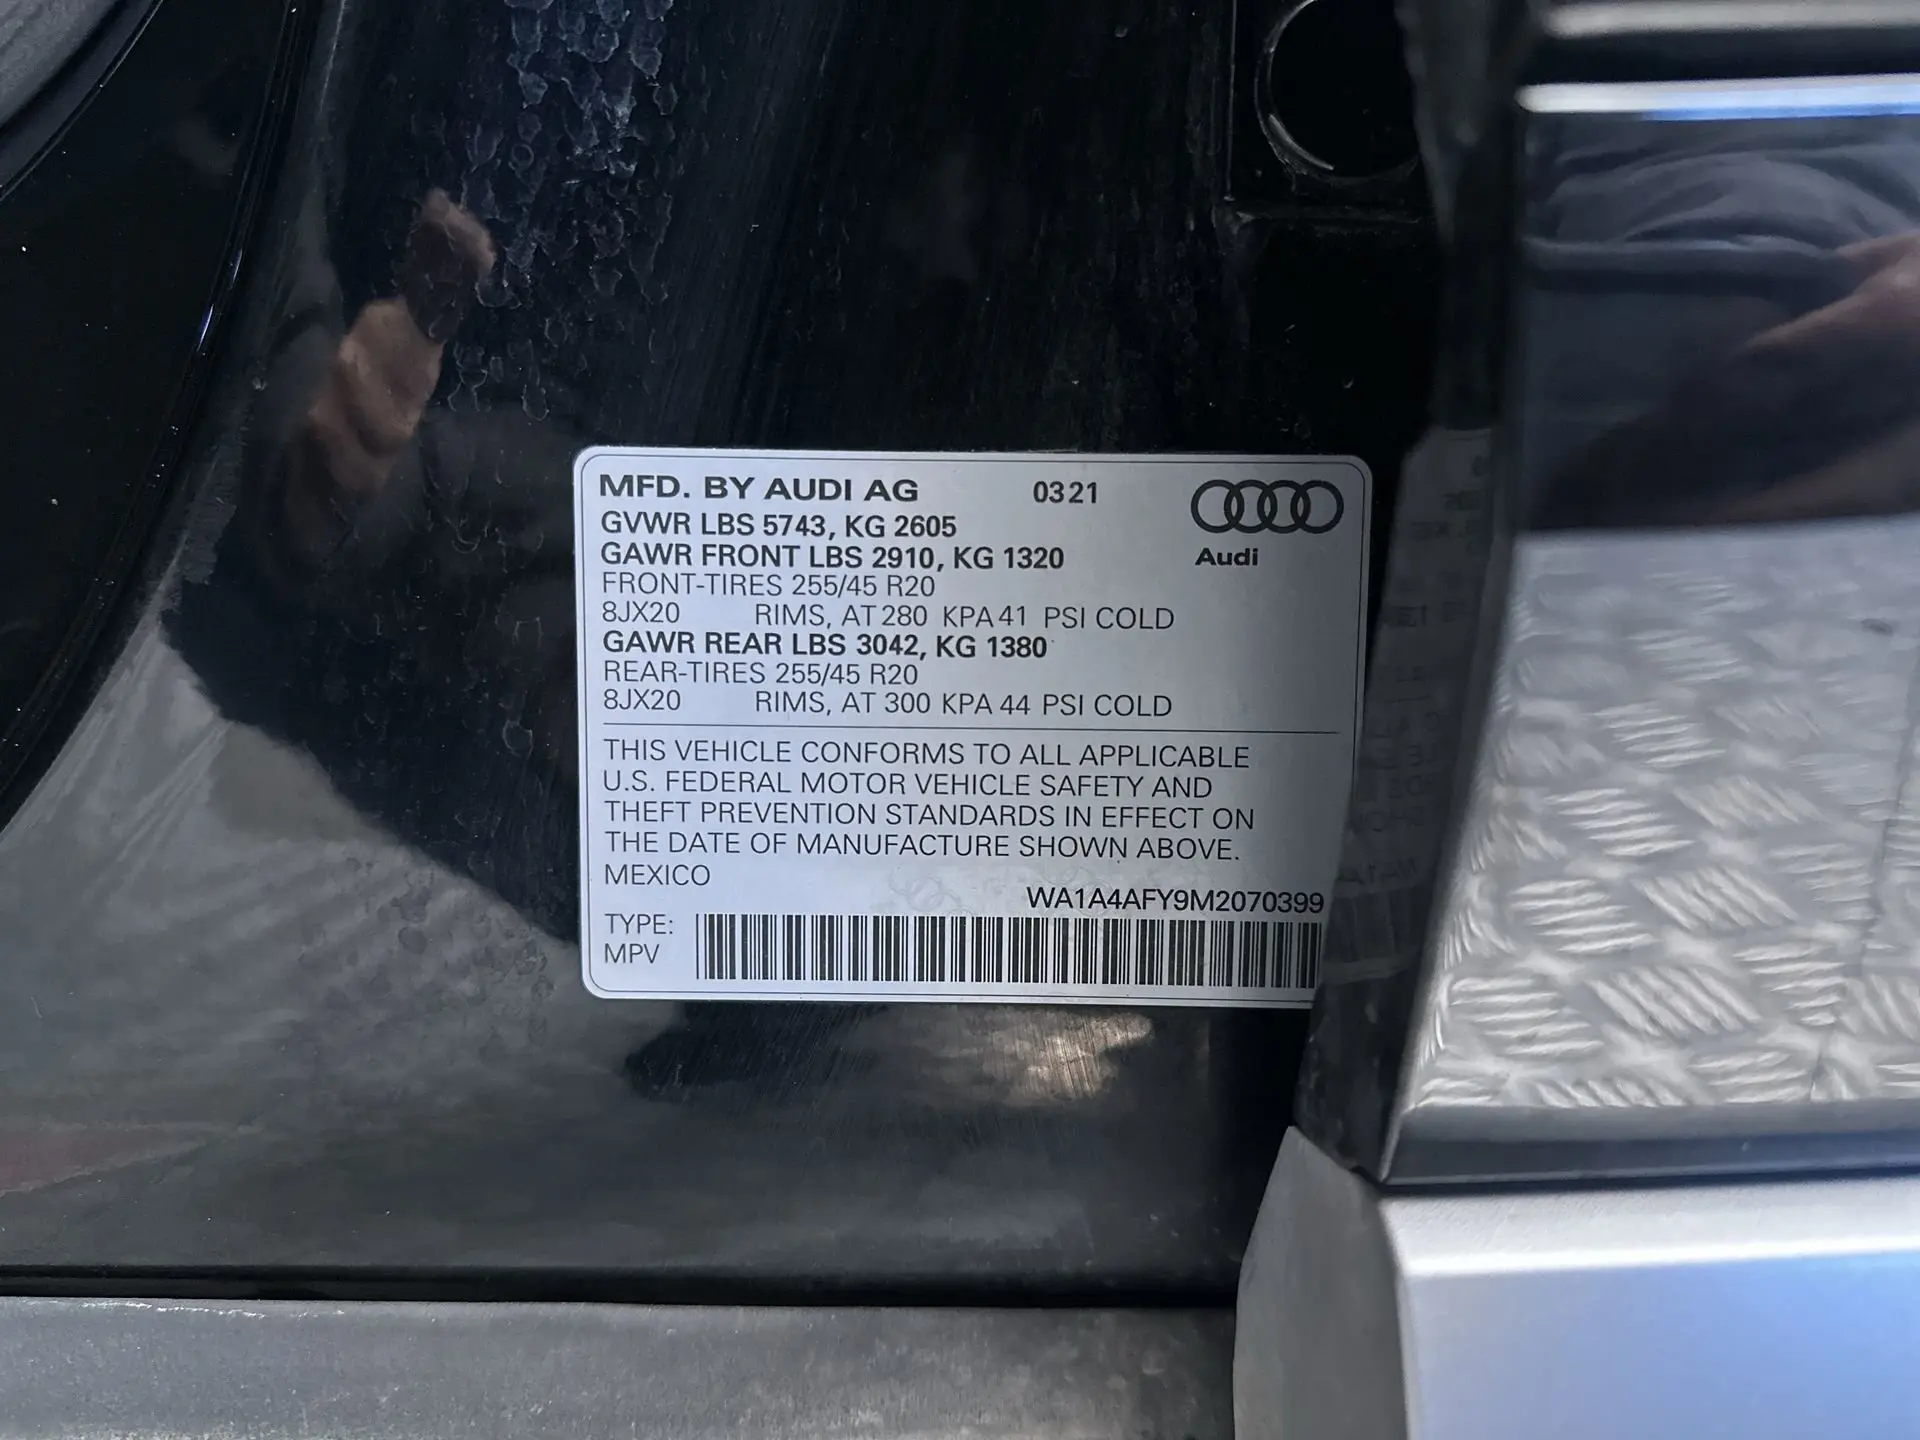 MFD. BY AUDI AG 0321
GVWR LBS 5743, KG 2605
GAWR FRONT LBS 2910, KG 1320
Audi
FRONT-TIRES 255/45 R20
8JX20 RIMS, AT 280 KPA 41 PSI COLD
GAWR REAR LBS 3042, KG 1380
REAR-TIRES 255/45 R20
8JX20 RIMS, AT 300 KPA 44 PSI COLD
THIS VEHICLE CONFORMS TO ALL APPLICABLE
U.S. FEDERAL MOTOR VEHICLE SAFETY AND
THEFT PREVENTION STANDARDS IN EFFECT ON
THE DATE OF MANUFACTURE SHOWN ABOVE.
MEXICO
WA1A4AFY9M2070399
TYPE:
MPV